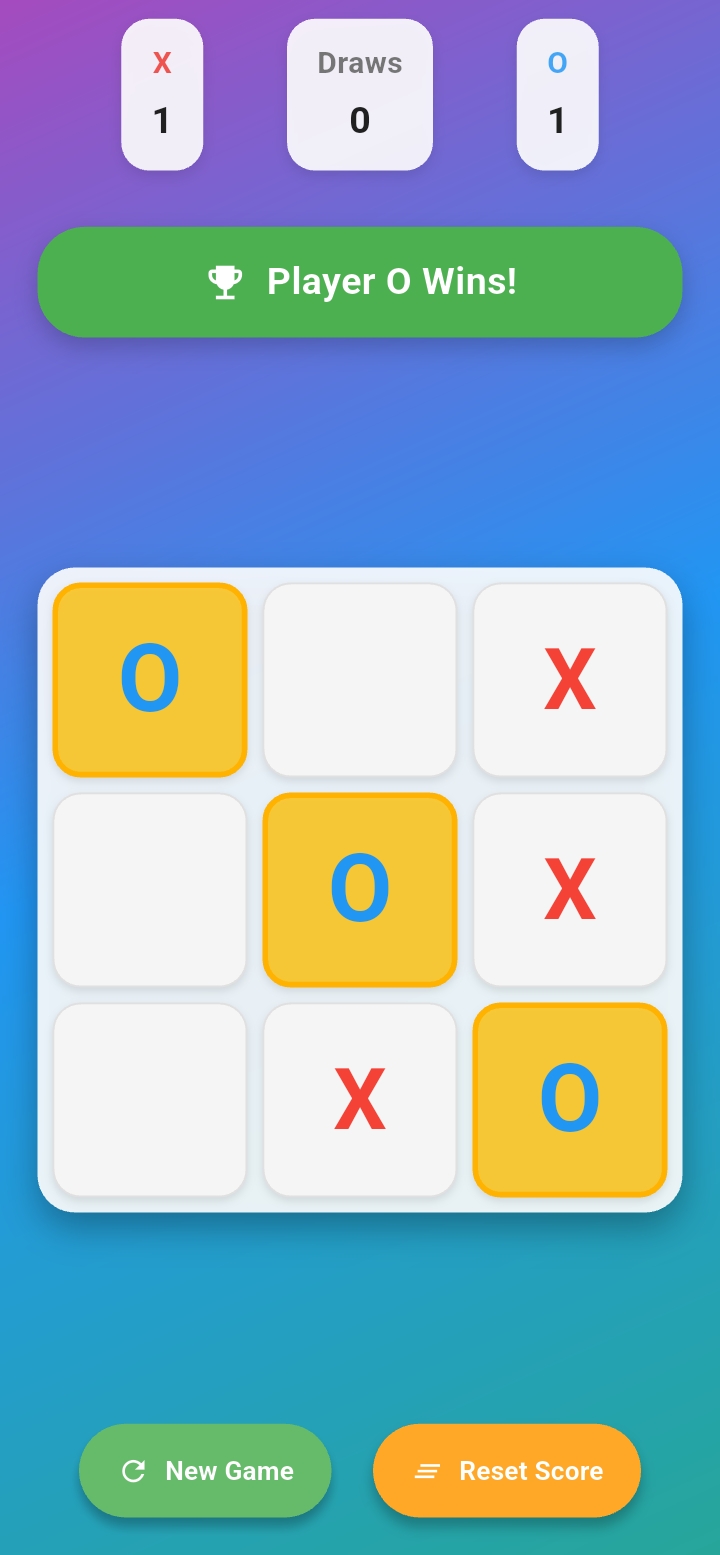 X Draws O
1 0 1
Player O Wins!
O X
O X
X O
New Game Reset Score